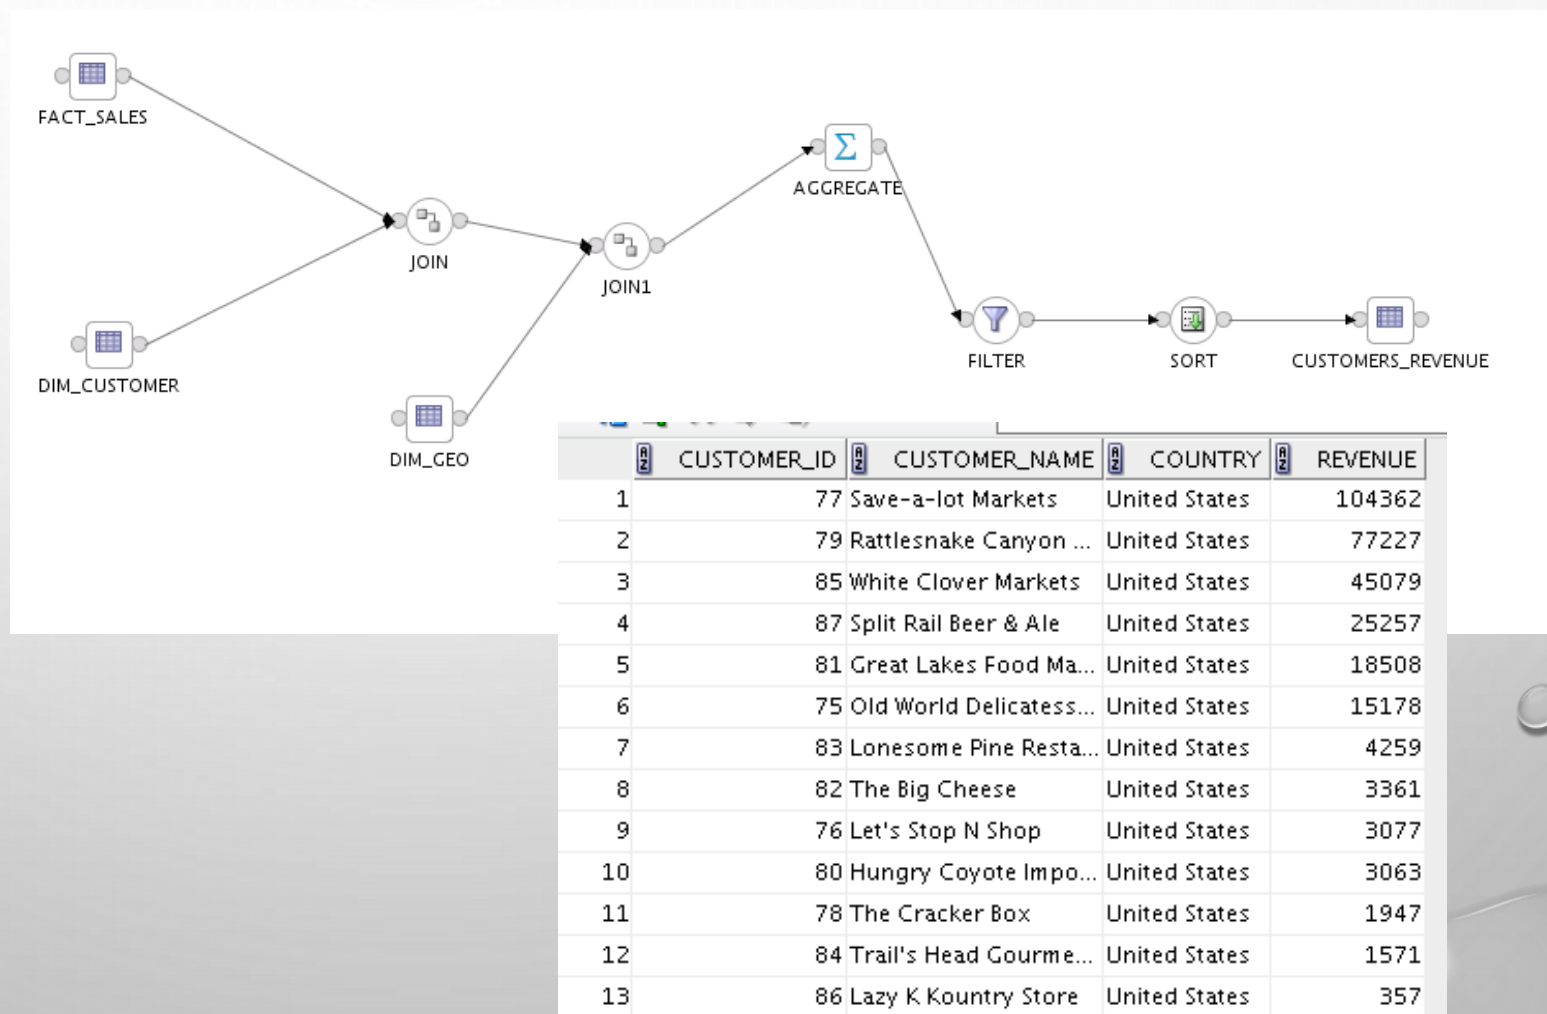 FACT_SALES
AGGREGATE
JOIN
JOIN1
FILTER
SORT
CUSTOMERS_REVENUE
DIM_CUSTOMER
DIM_GEO
CUSTOMER_ID CUSTOMER_NAME COUNTRY REVENUE
1 77 Save-a-lot Markets United States 104362
2 79 Rattlesnake Canyon ... United States 77227
3 85 White Clover Markets United States 45079
4 87 Split Rail Beer & Ale United States 25257
5 81 Great Lakes Food Ma... United States 18508
6 75 Old World Delicatess... United States 15178
7 83 Lonesome Pine Resta... United States 4259
8 82 The Big Cheese United States 3361
9 76 Let's Stop N Shop United States 3077
10 80 Hungry Coyote Impo... United States 3063
11 78 The Cracker Box United States 1947
12 84 Trail's Head Gourme... United States 1571
13 86 Lazy K Kountry Store United States 357